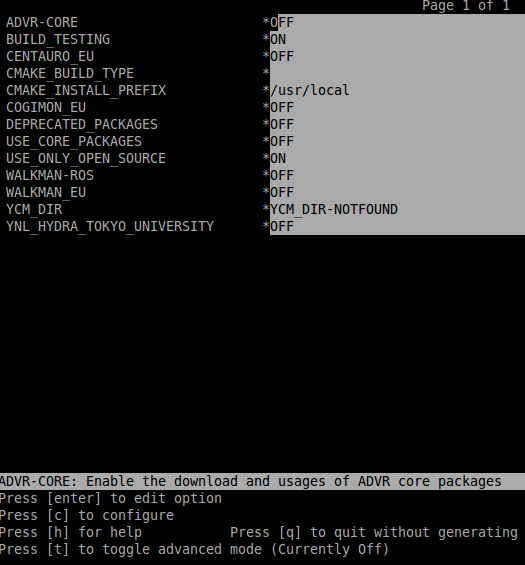 Page 1 of 1
ADVR-CORE *OFF
BUILD_TESTING *ON
CENTAURO_EU *OFF
CMAKE_BUILD_TYPE *
CMAKE_INSTALL_PREFIX */usr/local
COGIMON_EU *OFF
DEPRECATED_PACKAGES *OFF
USE_CORE_PACKAGES *OFF
USE_ONLY_OPEN_SOURCE *ON
WALKMAN-ROS *OFF
WALKMAN_EU *OFF
YCM_DIR *YCM_DIR-NOTFOUND
YNL_HYDRA_TOKYO_UNIVERSITY *OFF
ADVR-CORE: Enable the download and usages of ADVR core packages
Press [enter] to edit option
Press [c] to configure
Press [h] for help Press [q] to quit without generating
Press [t] to toggle advanced mode (Currently Off)